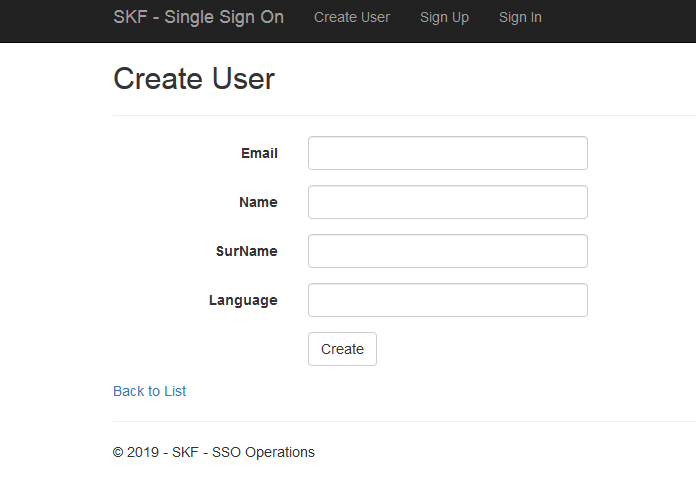 SKF - Single Sign On Create User Sign Up Sign In
Create User
Email
Name
SurName
Language
Create
Back to List
© 2019 - SKF - SSO Operations